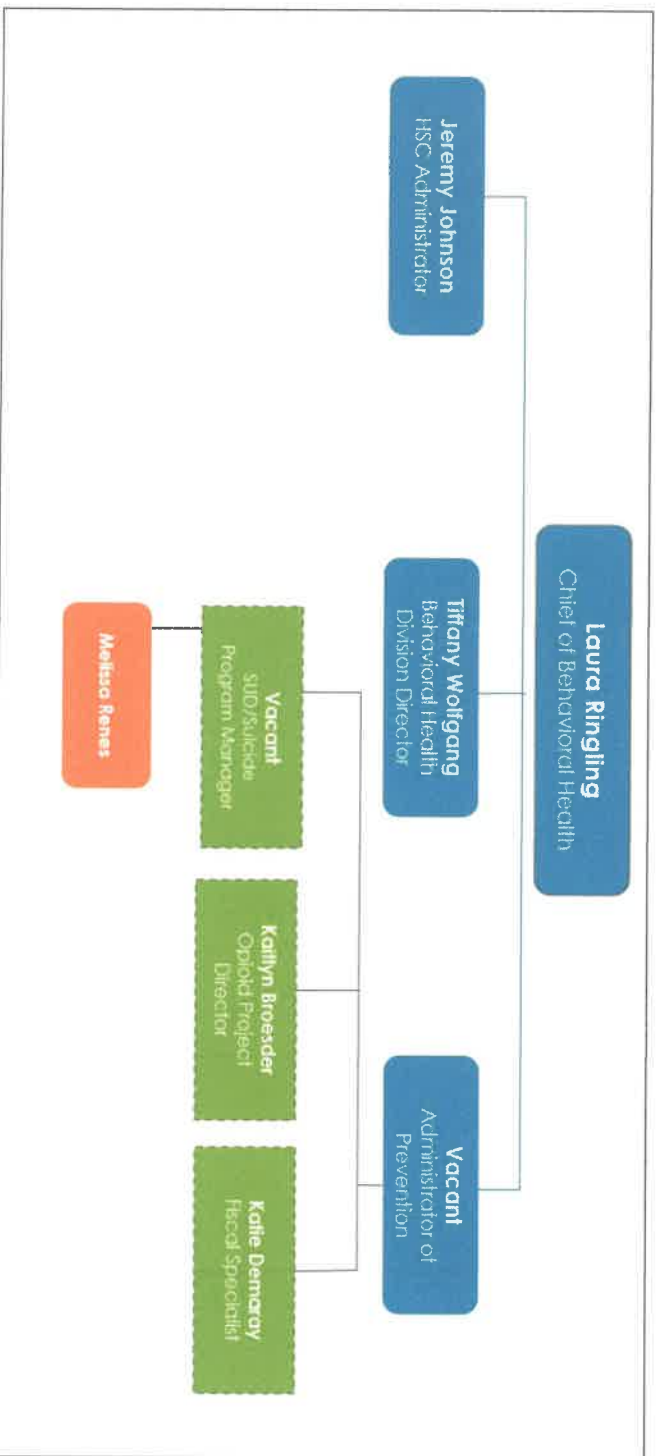 Laura Ringling
Chief of Behavioral Health
Jeremy Johnson
HSC Administrator
Tiffany Wolfgang
Behavioral Health
Division Director
Vacant
Administrator of
Prevention
Vacant
SUD/Suicide
Program Manager
Kaitlyn Broesder
Opioid Project
Director
Katie Demaray
Fiscal Specialist
Melissa Renes